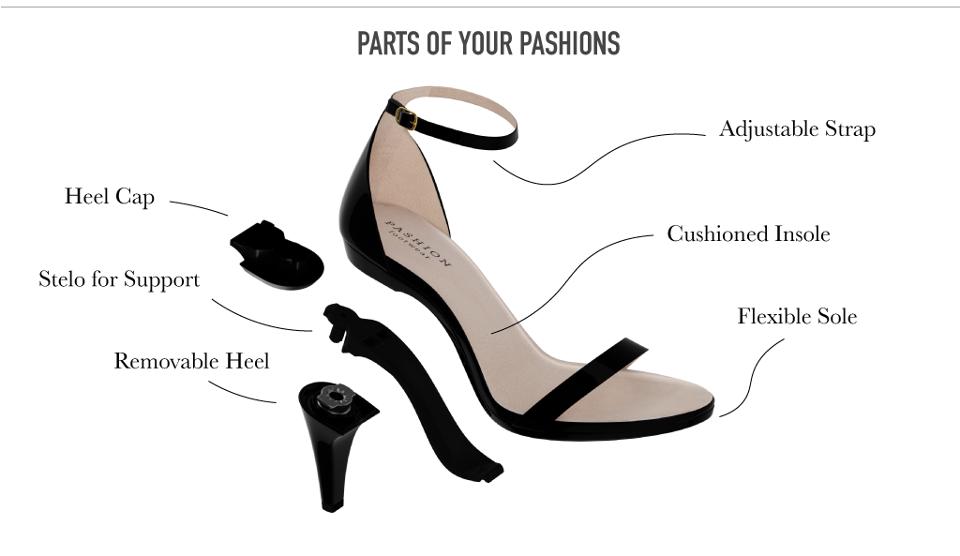 PARTS OF YOUR PASHIONS
Adjustable Strap
Heel Cap
PASHION
footwear
Cushioned Insole
Stelo for Support
Flexible Sole
Removable Heel